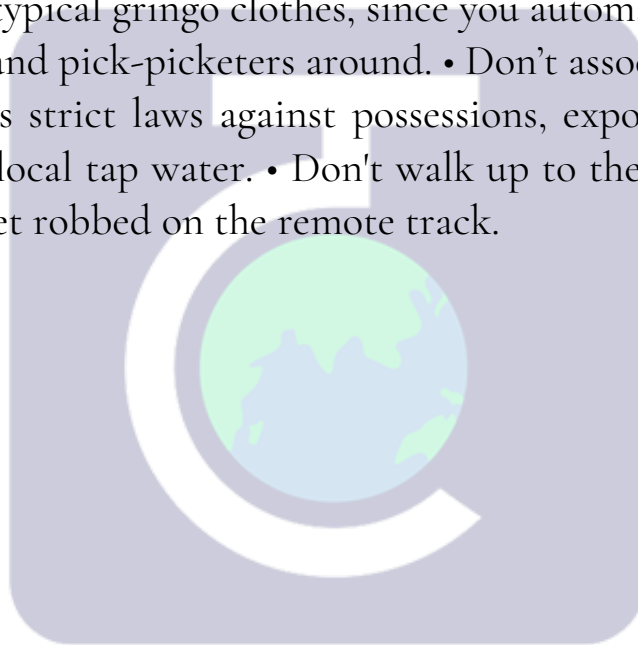 typical gringo clothes, since you autom
and pick-picketers around. • Don’t asso
s strict laws against possessions, expo
local tap water. • Don't walk up to the
et robbed on the remote track.